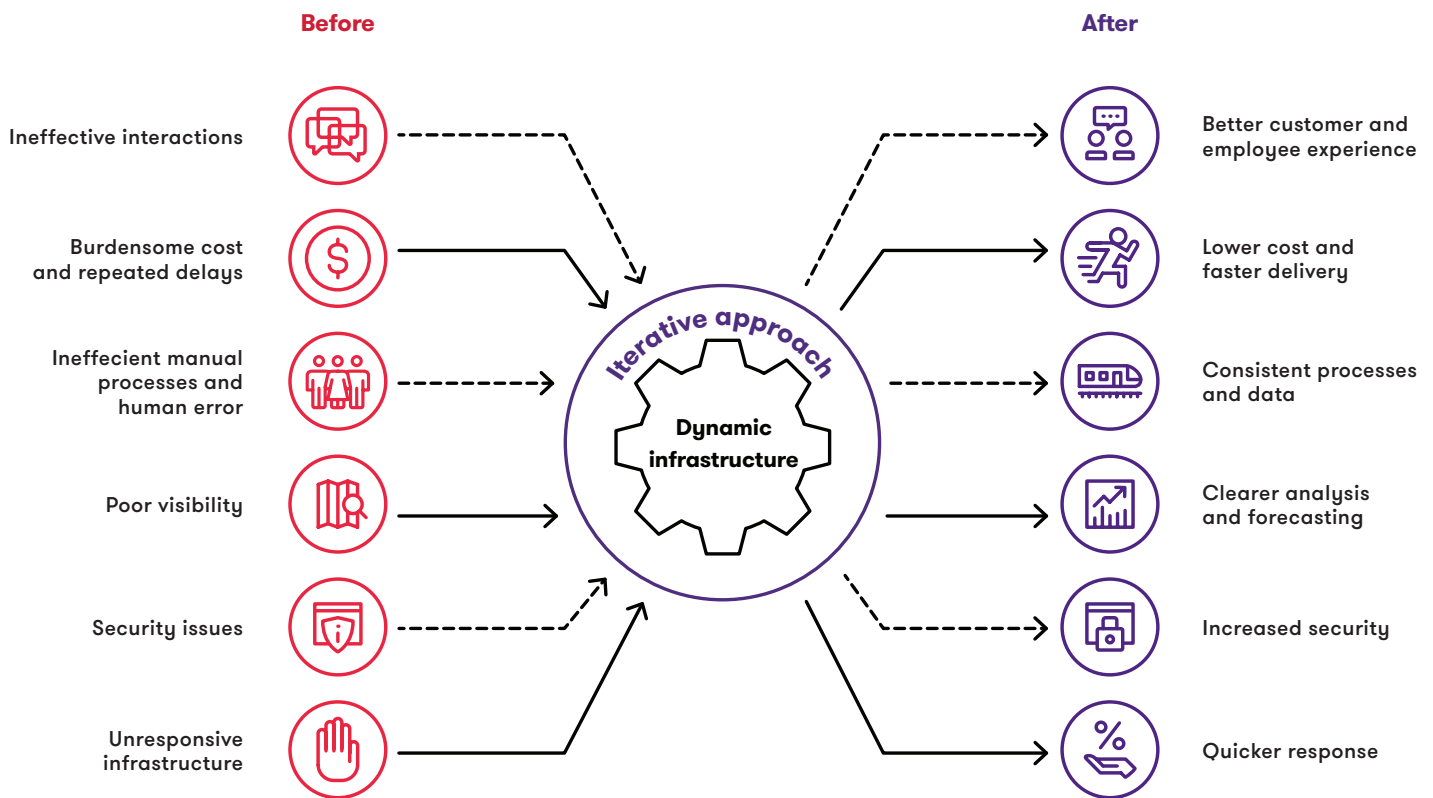 Before
After
Ineffective interactions
Better customer and
employee experience
Burdensome cost
and repeated delays
Lower cost and
faster delivery
Iterative approach
Ineffecient manual
processes and
human error
Consistent processes
and data
Dynamic
infrastructure
Poor visibility
Clearer analysis
and forecasting
Security issues
Increased security
Unresponsive
infrastructure
Quicker response